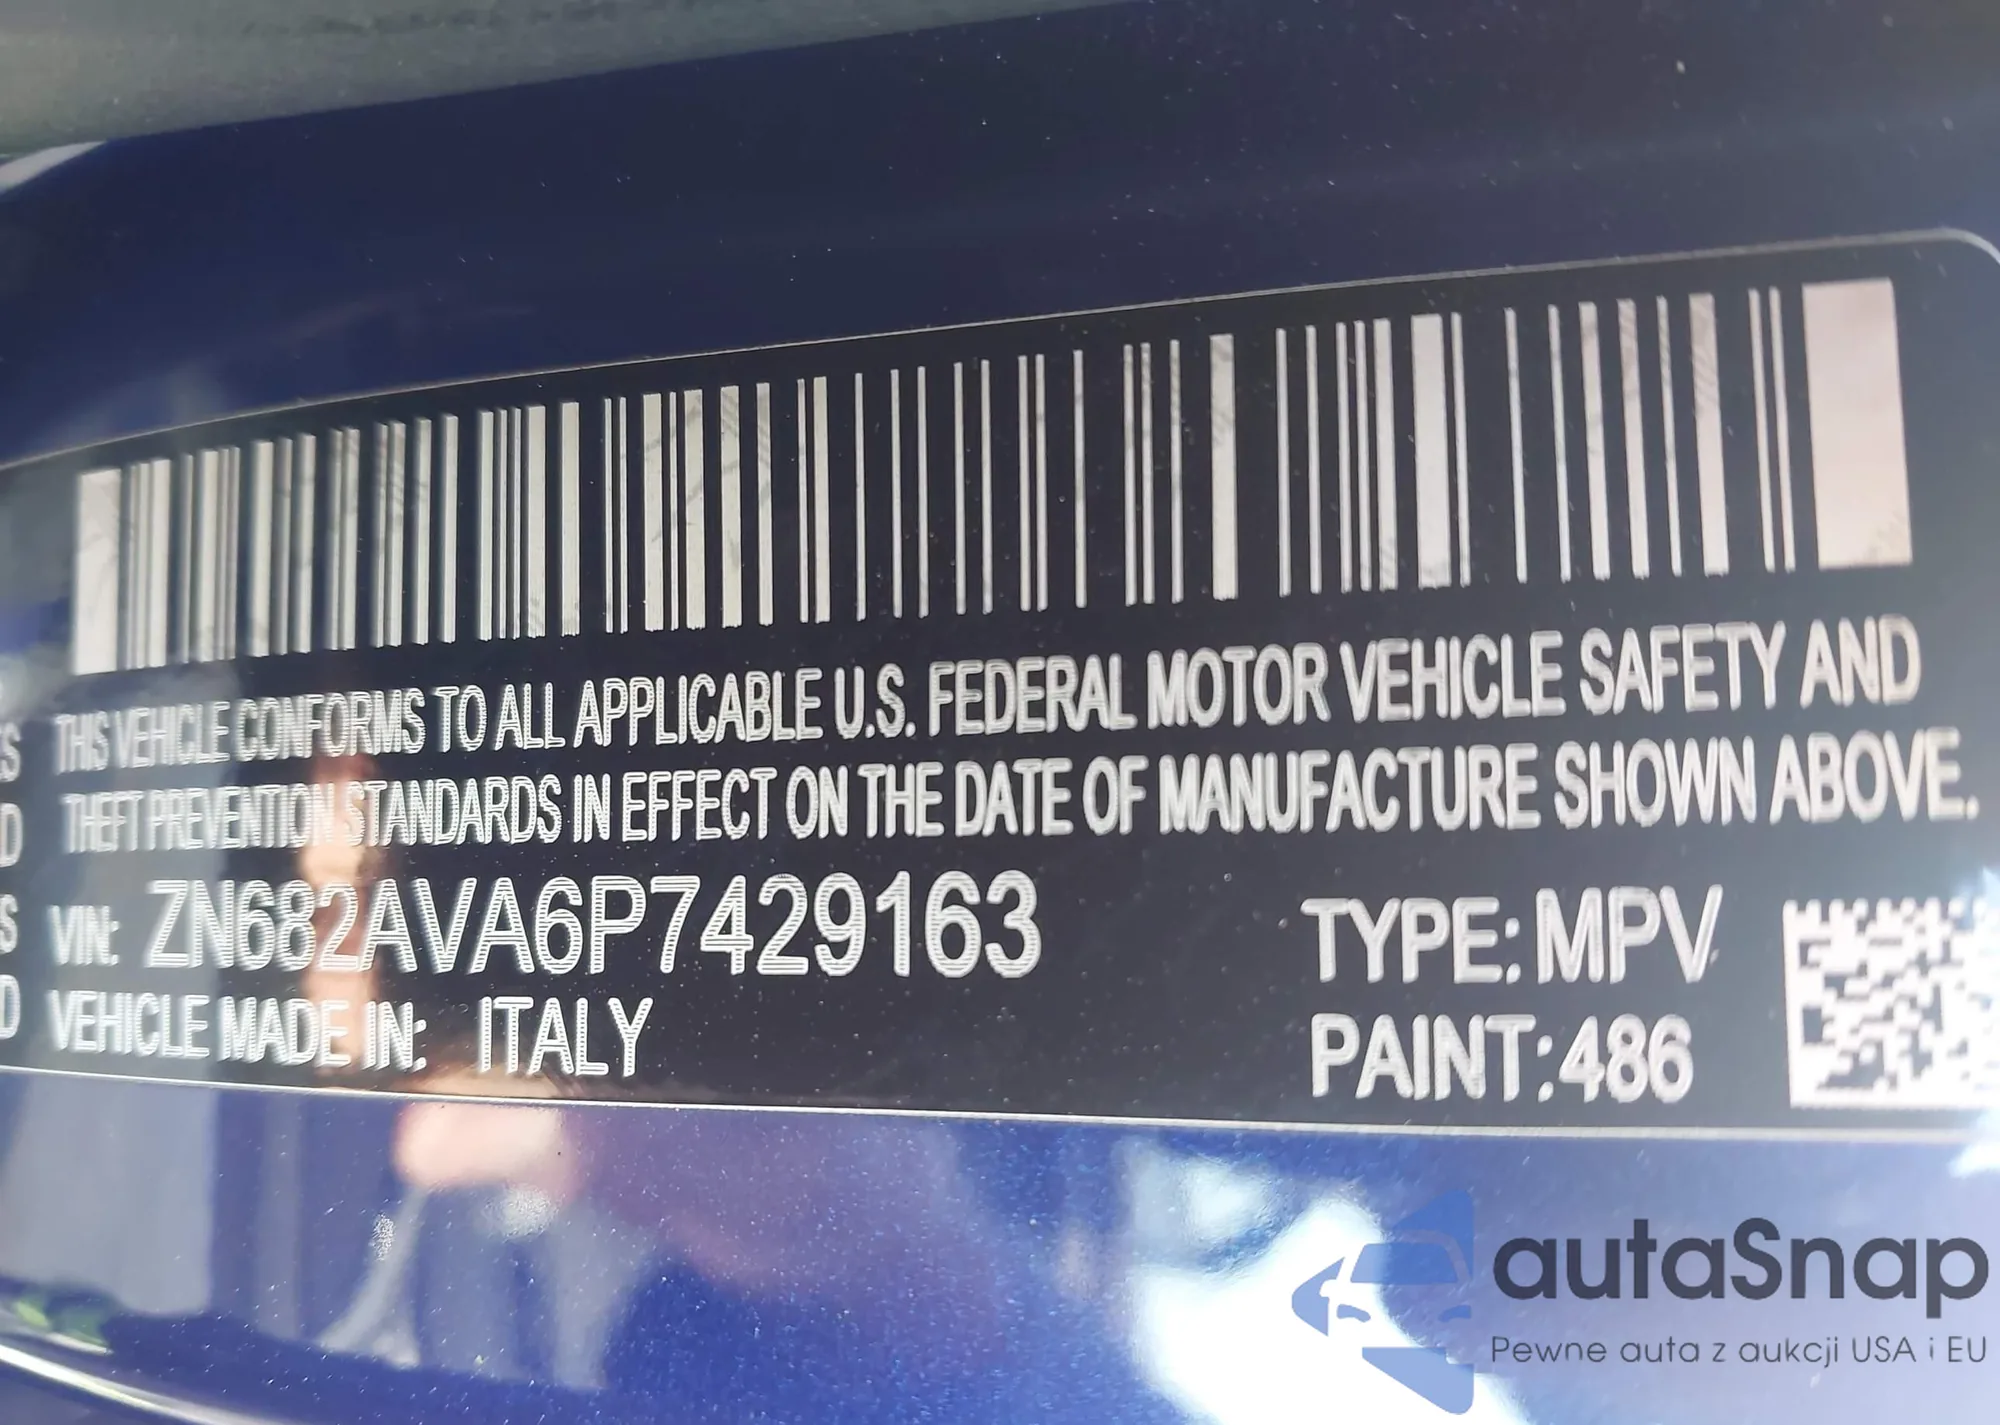 THIS VEHICLE CONFORMS TO ALL APPLICABLE U.S. FEDERAL MOTOR VEHICLE SAFETY AND
THEFT PREVENTION STANDARDS IN EFFECT ON THE DATE OF MANUFACTURE SHOWN ABOVE.
VIN: ZN682AVA6P7429163
TYPE: MPV
VEHICLE MADE IN: ITALY
PAINT: 486
autaSnap
Pewne auta z aukcji USA i EU